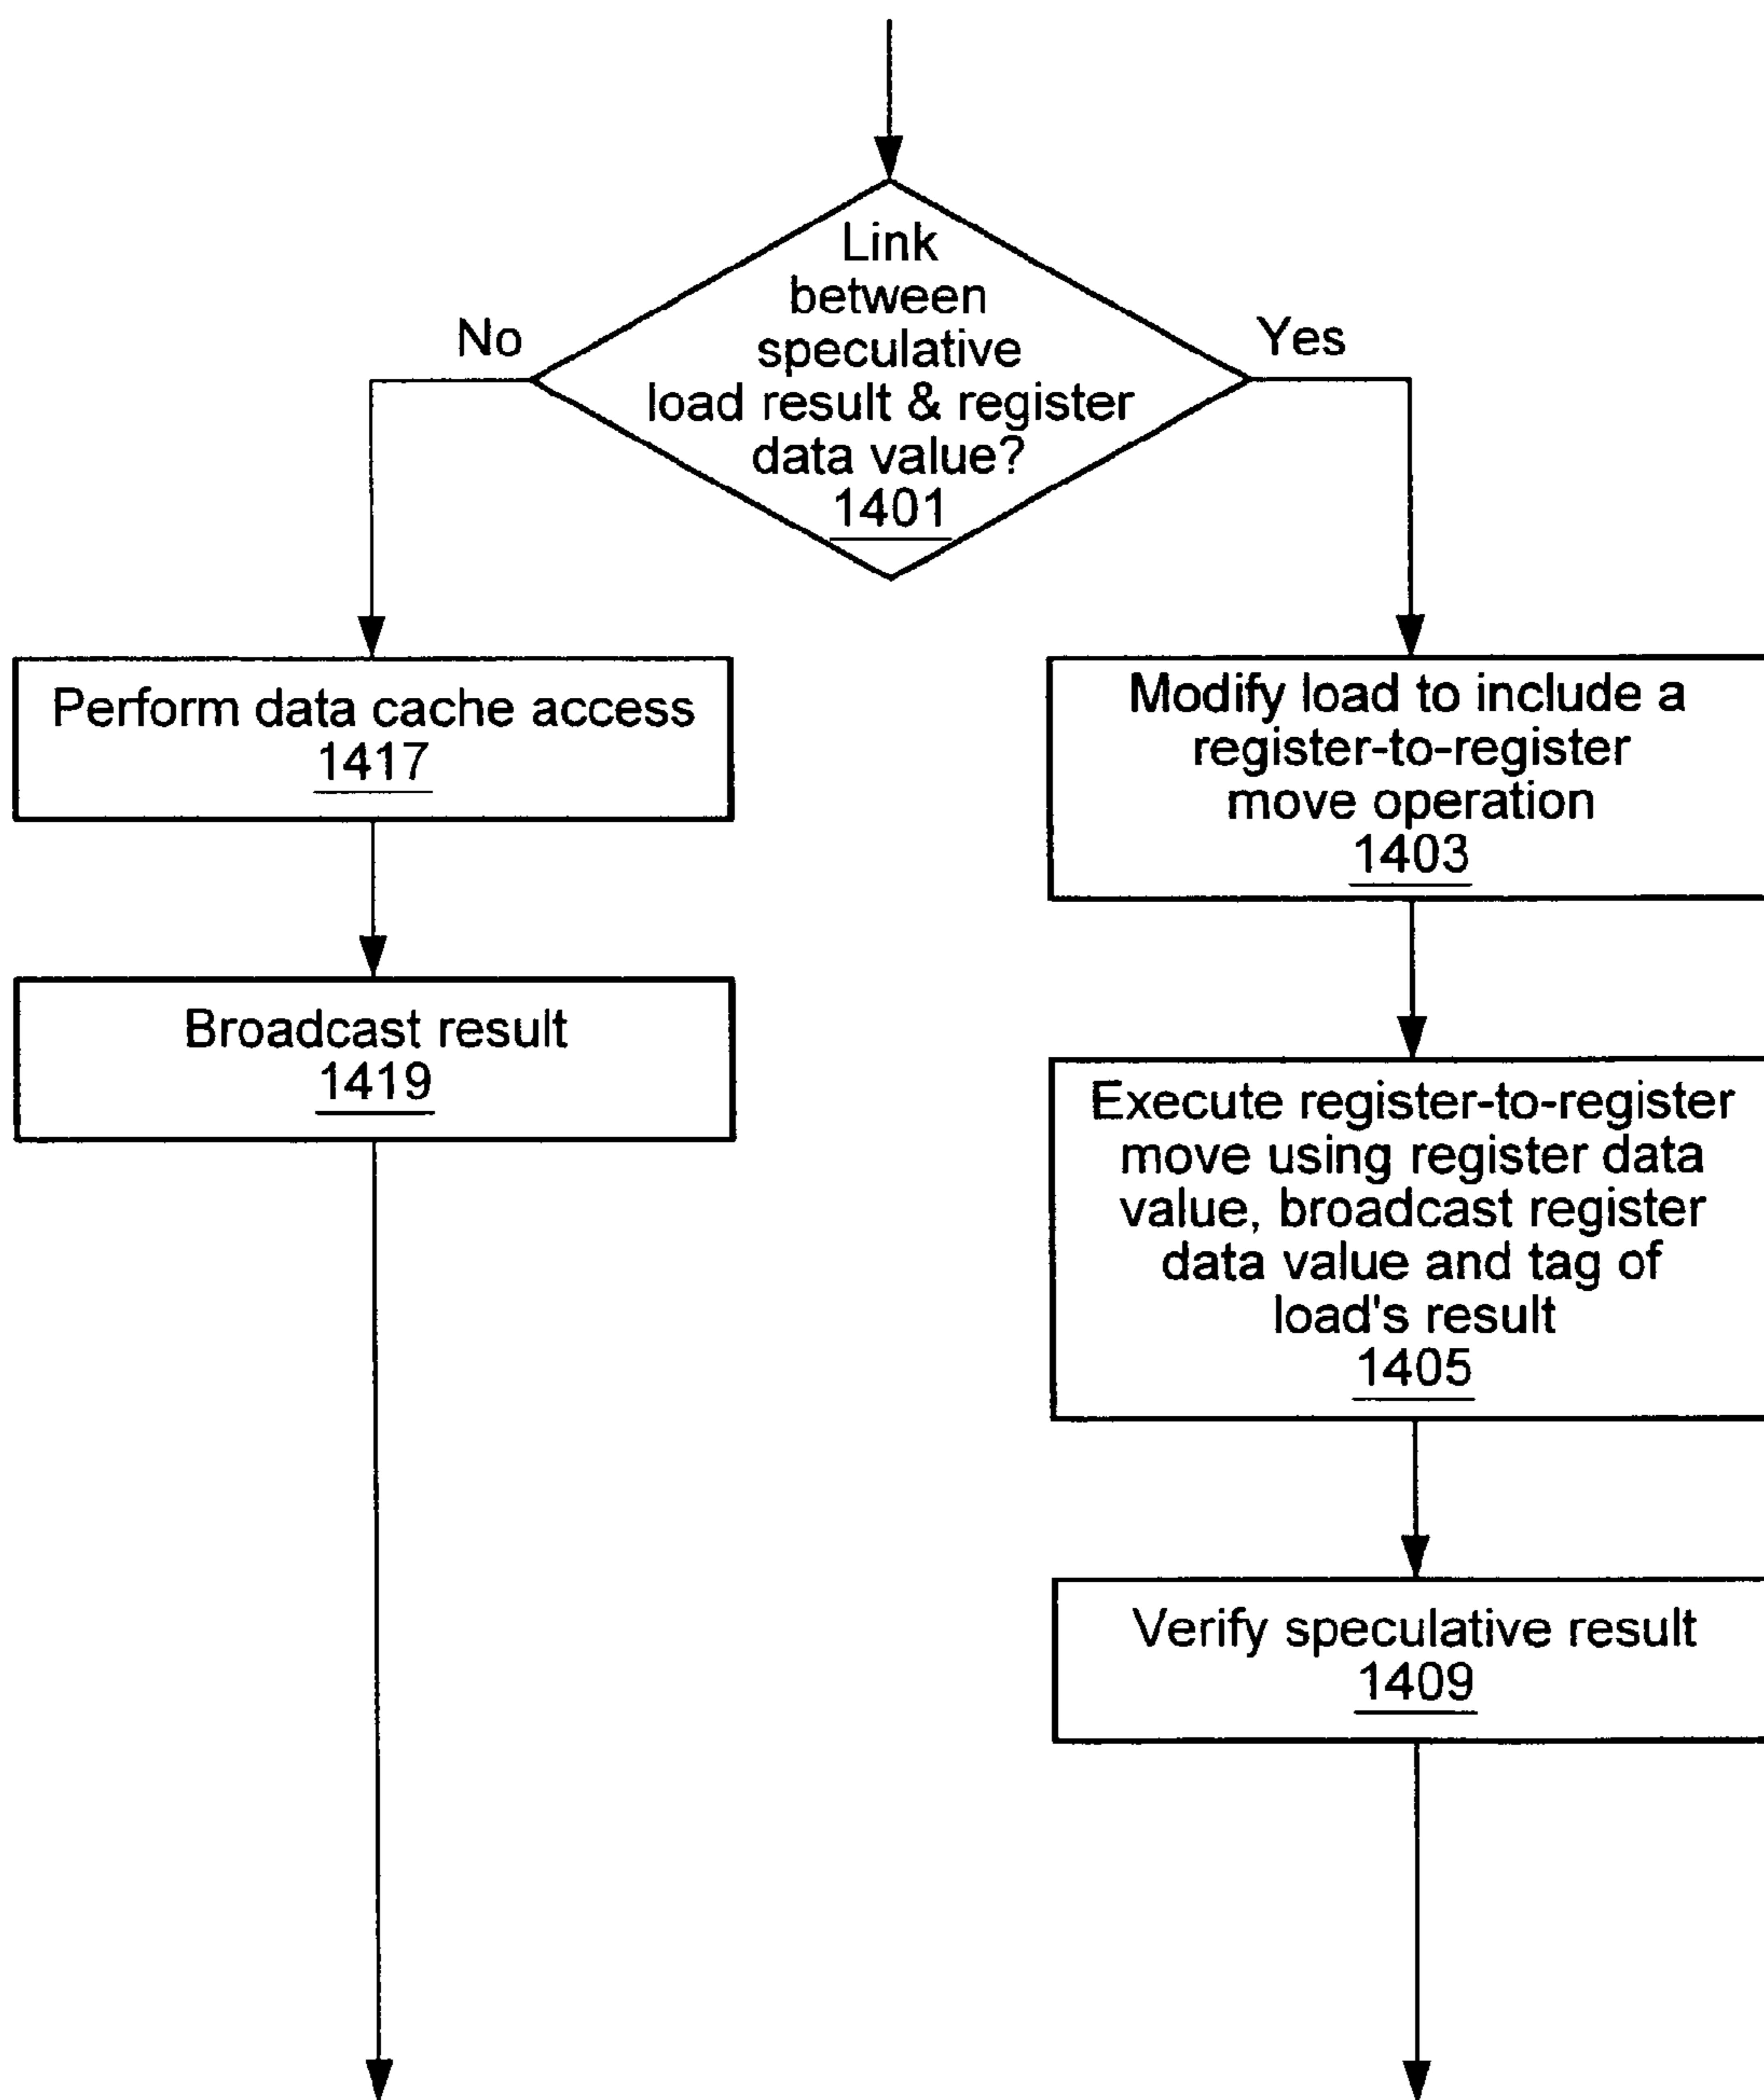 Link
between
speculative
load result & register
data value?
1401
No
Yes
Perform data cache access
1417
Broadcast result
1419
Modify load to include a
register-to-register
move operation
1403
Execute register-to-register
move using register data
value, broadcast register
data value and tag of
load's result
1405
Verify speculative result
1409